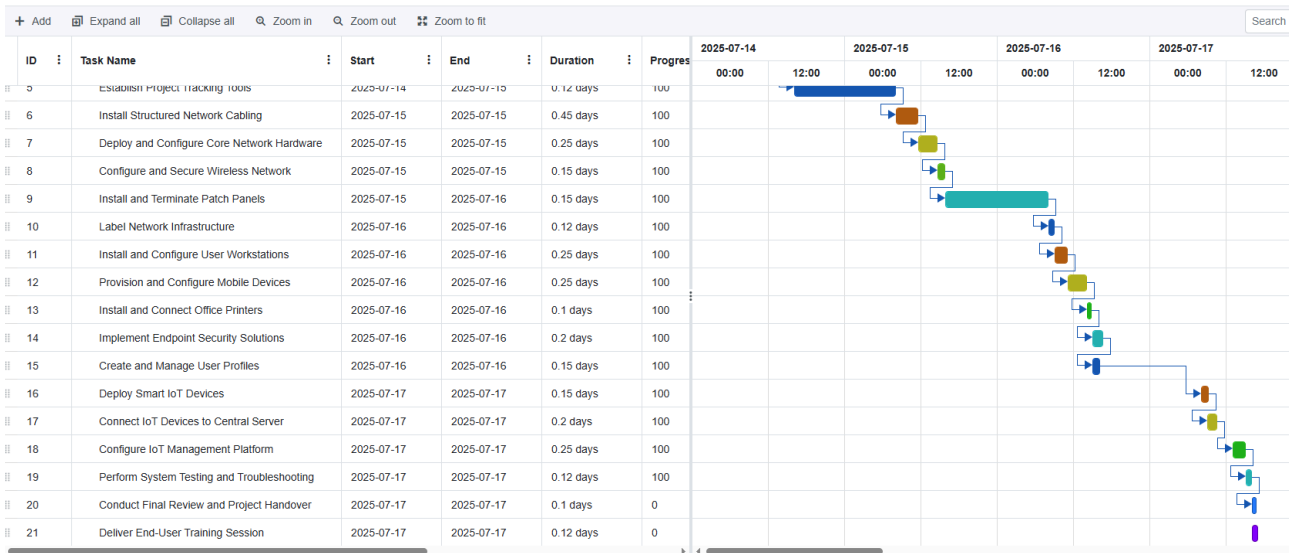 Add Expand all Collapse all Zoom in Zoom out Zoom to fit Search
2025-07-14 2025-07-15 2025-07-16 2025-07-17
ID Task Name Start End Duration Progres
00:00 12:00 00:00 12:00 00:00 12:00 00:00 12:00
5 Establish Project Tracking Tools 2025-07-14 2025-07-15 0.12 days 100
6 Install Structured Network Cabling 2025-07-15 2025-07-15 0.45 days 100
7 Deploy and Configure Core Network Hardware 2025-07-15 2025-07-15 0.25 days 100
8 Configure and Secure Wireless Network 2025-07-15 2025-07-15 0.15 days 100
9 Install and Terminate Patch Panels 2025-07-15 2025-07-16 0.15 days 100
10 Label Network Infrastructure 2025-07-16 2025-07-16 0.12 days 100
11 Install and Configure User Workstations 2025-07-16 2025-07-16 0.25 days 100
12 Provision and Configure Mobile Devices 2025-07-16 2025-07-16 0.25 days 100
13 Install and Connect Office Printers 2025-07-16 2025-07-16 0.1 days 100
14 Implement Endpoint Security Solutions 2025-07-16 2025-07-16 0.2 days 100
15 Create and Manage User Profiles 2025-07-16 2025-07-16 0.15 days 100
16 Deploy Smart IoT Devices 2025-07-17 2025-07-17 0.15 days 100
17 Connect IoT Devices to Central Server 2025-07-17 2025-07-17 0.2 days 100
18 Configure IoT Management Platform 2025-07-17 2025-07-17 0.25 days 100
19 Perform System Testing and Troubleshooting 2025-07-17 2025-07-17 0.12 days 100
20 Conduct Final Review and Project Handover 2025-07-17 2025-07-17 0.1 days 0
21 Deliver End-User Training Session 2025-07-17 2025-07-17 0.12 days 0